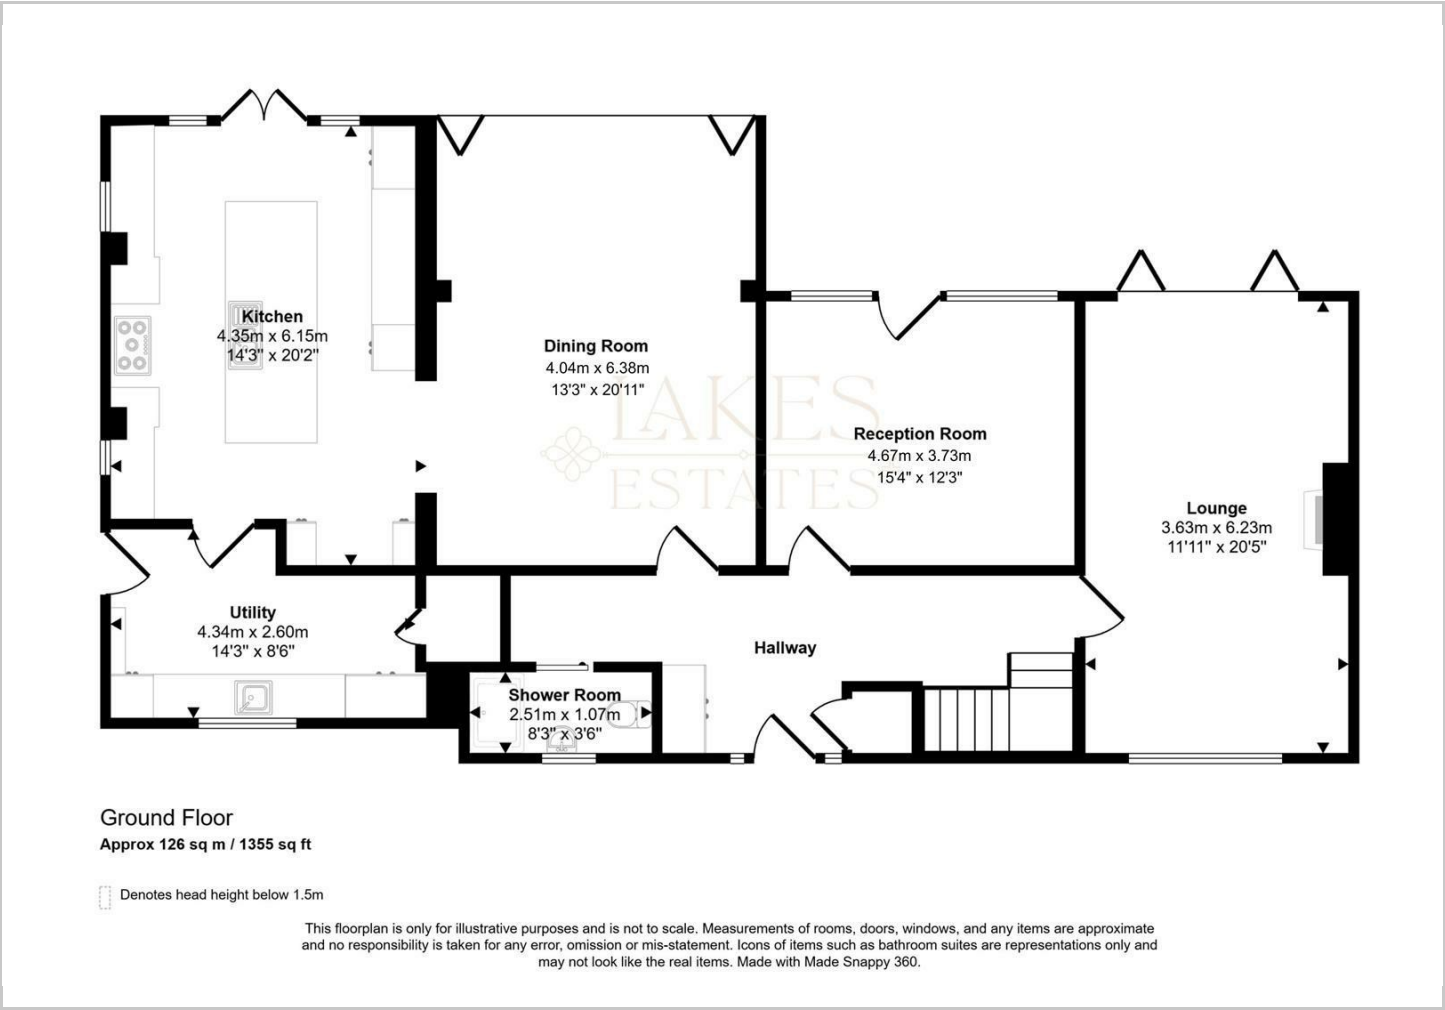 Kitchen
4.35m x 6.15m
14'3" x 20'2"
Dining Room
4.04m x 6.38m
13'3" x 20'11"
LAKES
ESTATES
Reception Room
4.67m x 3.73m
15'4" x 12'3"
Lounge
3.63m x 6.23m
11'11" x 20'5"
Utility
4.34m x 2.60m
14'3" x 8'6"
Hallway
Shower Room
2.51m x 1.07m
8'3" x 3'6"
Ground Floor
Approx 126 sq m / 1355 sq ft
Denotes head height below 1.5m
This floorplan is only for illustrative purposes and is not to scale. Measurements of rooms, doors, windows, and any items are approximate
and no responsibility is taken for any error, omission or mis-statement. Icons of items such as bathroom suites are representations only and
may not look like the real items. Made with Made Snappy 360.